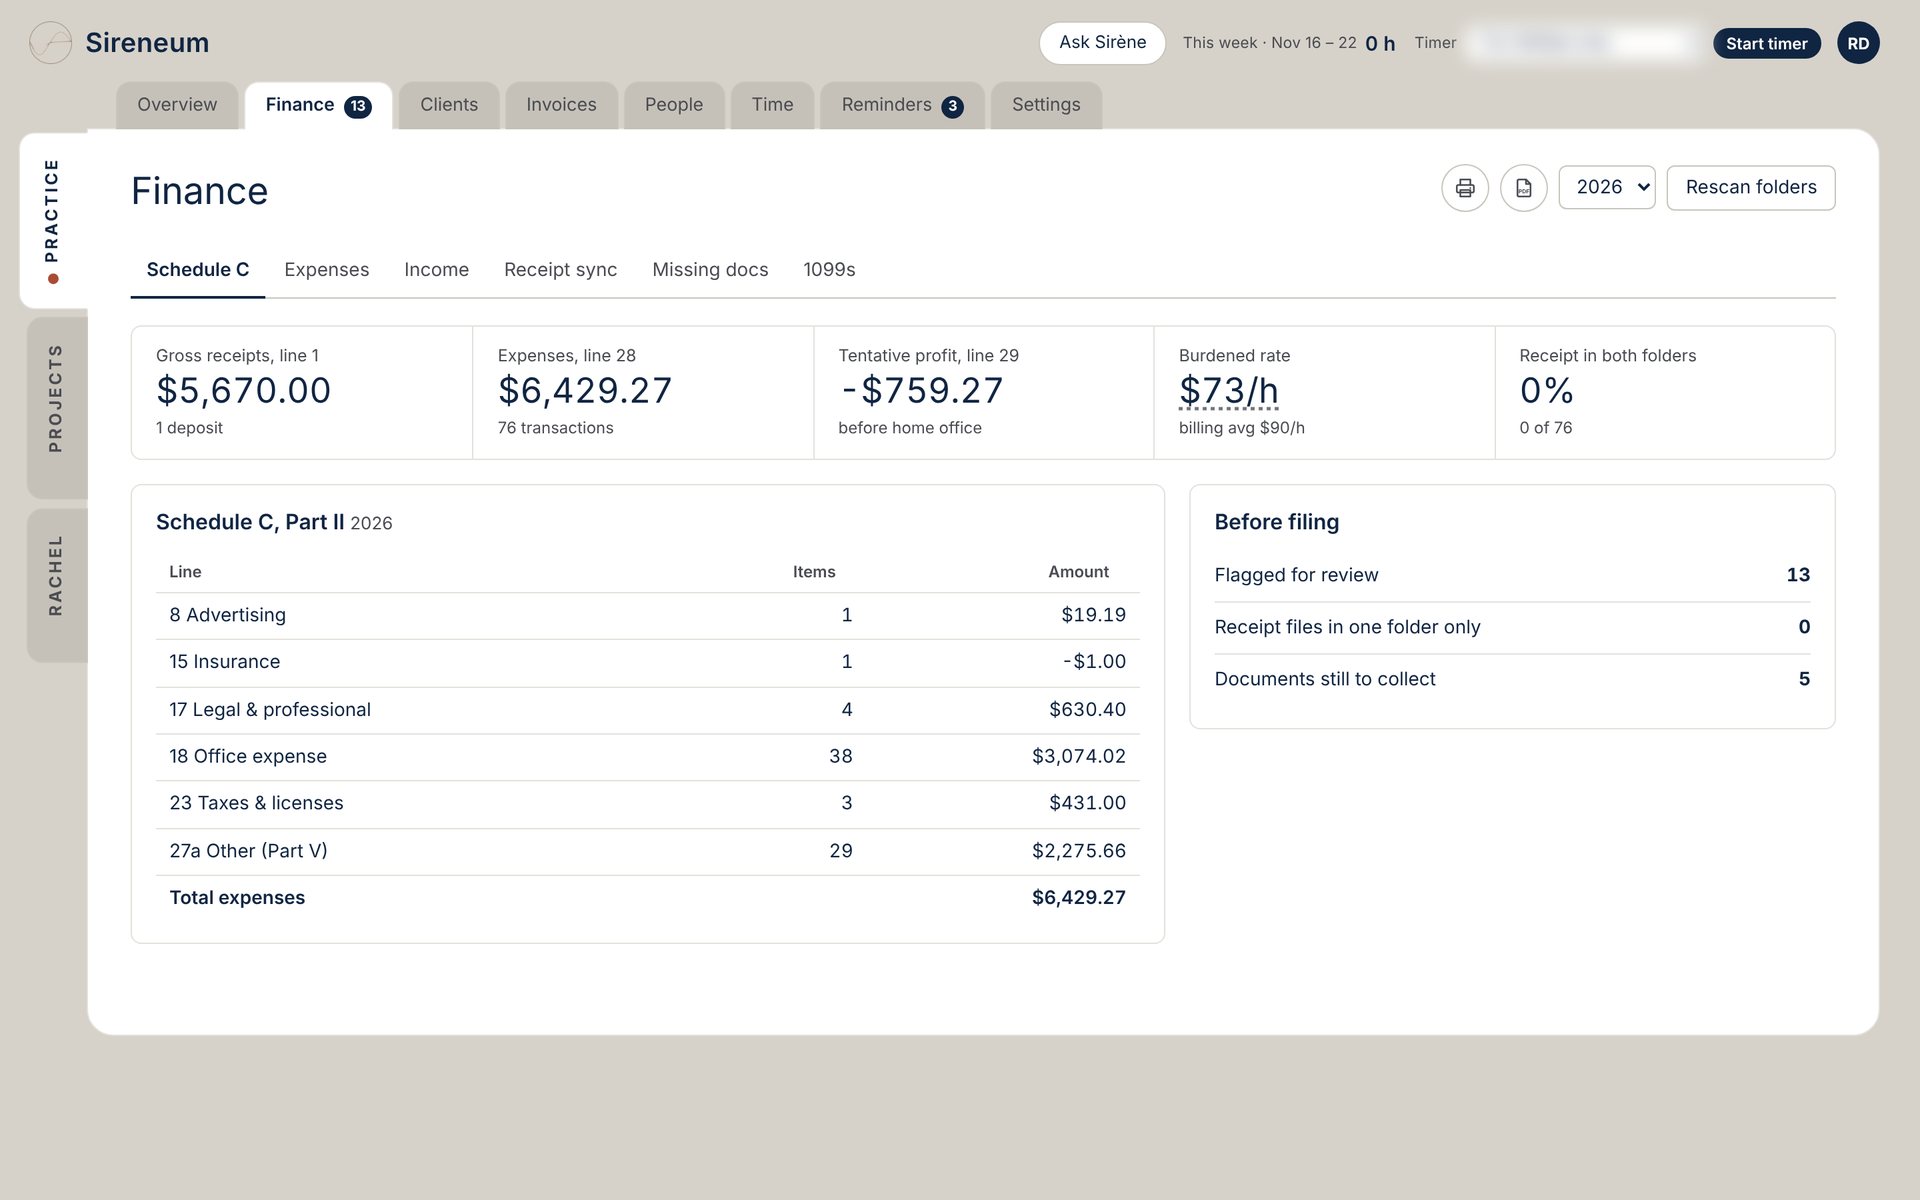 Sireneum
Ask Sirène
This week · Nov 16 – 22 0 h
Timer
Start timer
RD
Overview
Finance 13
Clients
Invoices
People
Time
Reminders 3
Settings
PRACTICE
PROJECTS
RACHEL
Finance
PDF
2026
Rescan folders
Schedule C
Expenses
Income
Receipt sync
Missing docs
1099s
Gross receipts, line 1
$5,670.00
1 deposit
Expenses, line 28
$6,429.27
76 transactions
Tentative profit, line 29
-$759.27
before home office
Burdened rate
$73/h
billing avg $90/h
Receipt in both folders
0%
0 of 76
Schedule C, Part II 2026
Line Items Amount
8 Advertising 1 $19.19
15 Insurance 1 -$1.00
17 Legal & professional 4 $630.40
18 Office expense 38 $3,074.02
23 Taxes & licenses 3 $431.00
27a Other (Part V) 29 $2,275.66
Total expenses $6,429.27
Before filing
Flagged for review 13
Receipt files in one folder only 0
Documents still to collect 5